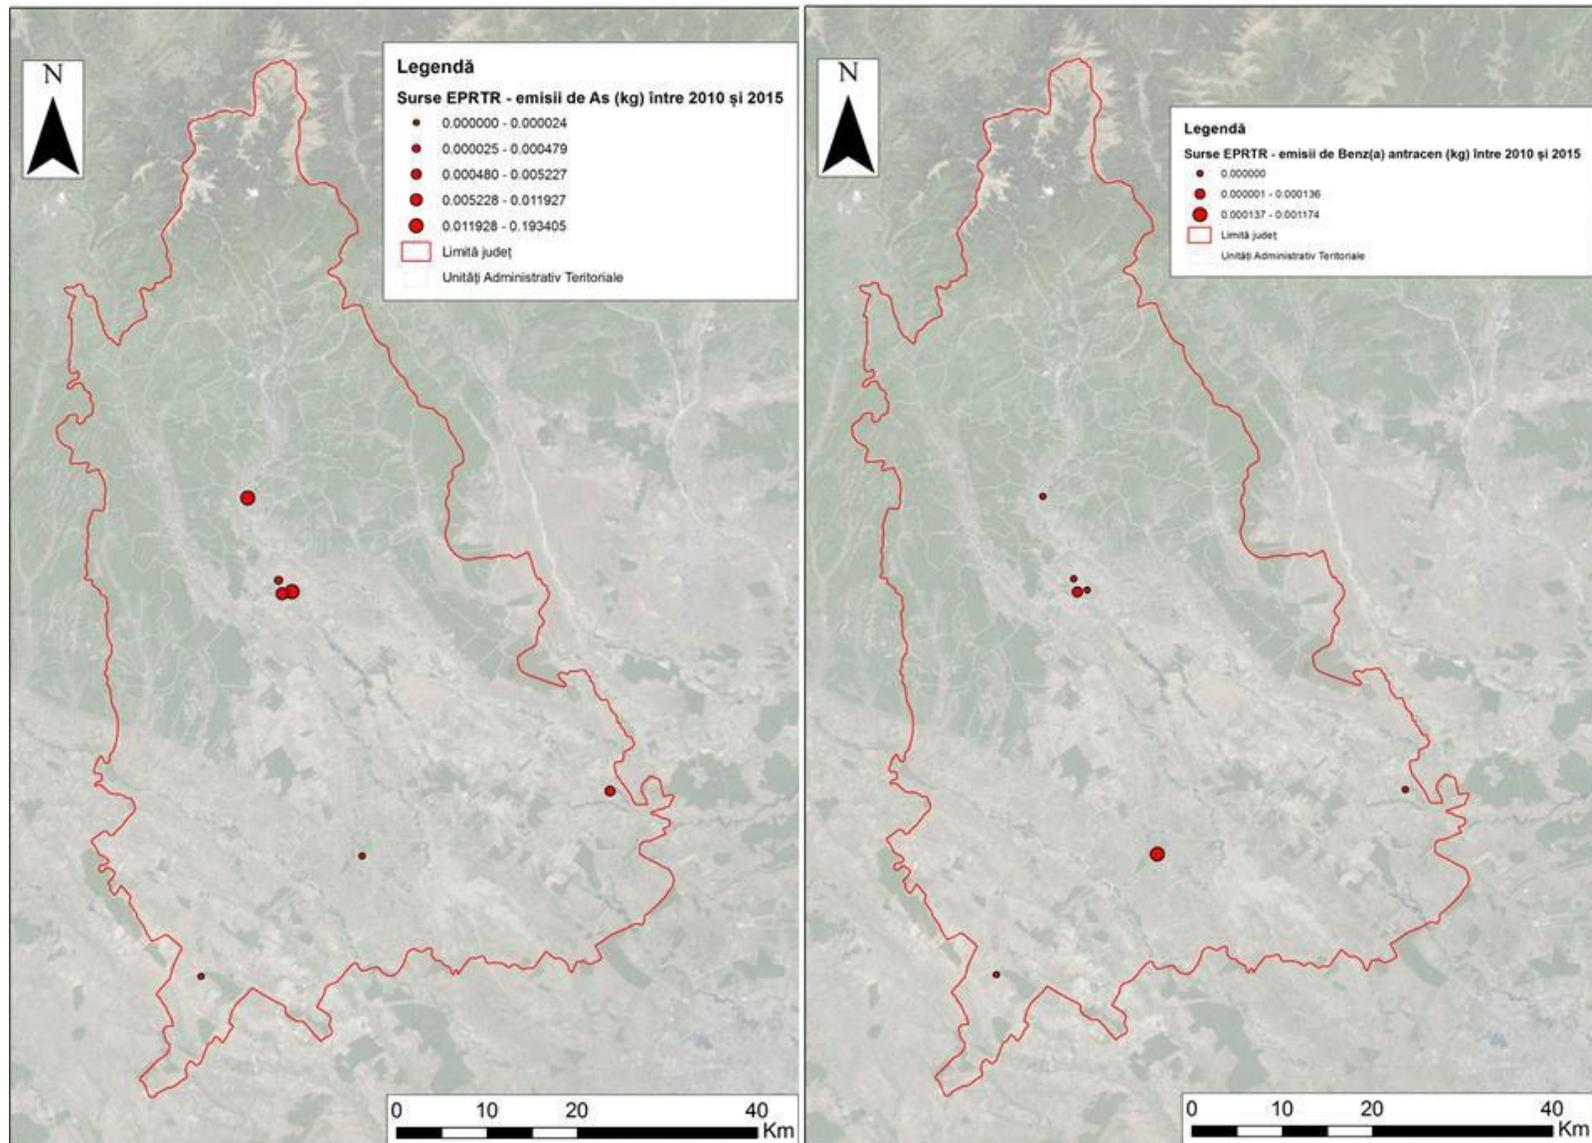 N
Legendă
Surse EPRTR - emisii de As (kg) între 2010 și 2015
0.000000 - 0.000024
0.000025 - 0.000479
0.000480 - 0.005227
0.005228 - 0.011927
0.011928 - 0.193405
Limită județ
Unități Administrativ Teritoriale
0 10 20 40
Km
N
Legendă
Surse EPRTR - emisii de Benz(a) antracen (kg) între 2010 și 2015
0.000000
0.000001 - 0.000136
0.000137 - 0.001174
Limită județ
Unități Administrativ Teritoriale
0 10 20 40
Km